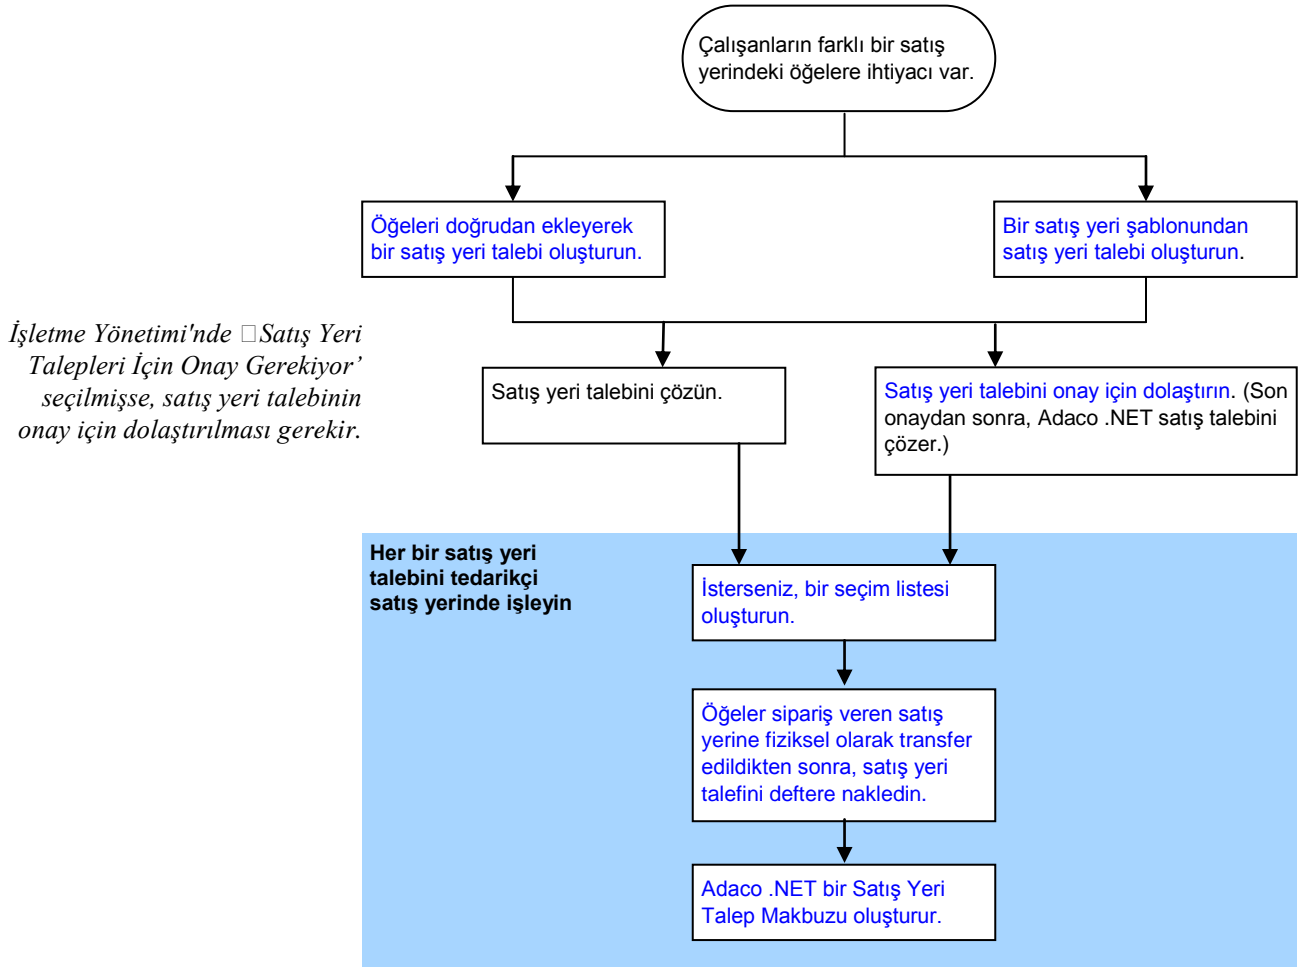 Çalışanların farklı bir satış
yerindeki öğelere ihtiyacı var.
Öğeleri doğrudan ekleyerek
bir satış yeri talebi oluşturun.
Bir satış yeri şablonundan
satış yeri talebi oluşturun.
İşletme Yönetimi'nde □Satış Yeri
Talepleri İçin Onay Gerekiyor’
seçilmişse, satış yeri talebinin
onay için dolaştırılması gerekir.
Satış yeri talebini çözün.
Satış yeri talebini onay için dolaştırın. (Son
onaydan sonra, Adaco .NET satış talebini
çözer.)
Her bir satış yeri
talebini tedarikçi
satış yerinde işleyin
İsterseniz, bir seçim listesi
oluşturun.
Öğeler sipariş veren satış
yerine fiziksel olarak transfer
edildikten sonra, satış yeri
talefini deftere nakledin.
Adaco .NET bir Satış Yeri
Talep Makbuzu oluşturur.